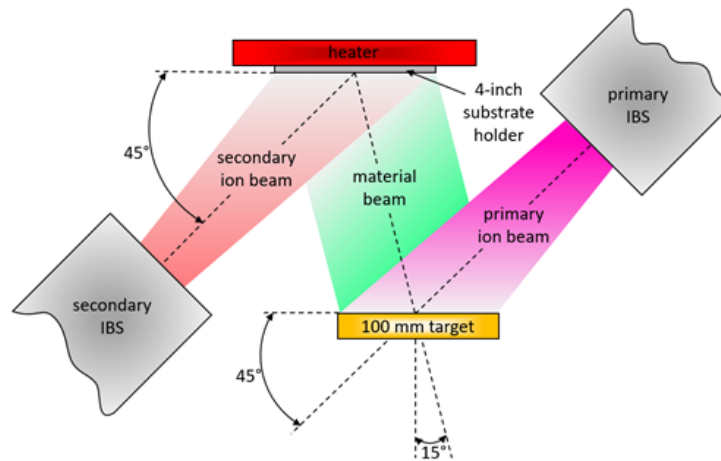 heater
4-inch
substrate
holder
primary
IBS
45°
secondary
ion beam
material
beam
primary
ion beam
secondary
IBS
100 mm target
45°
15°